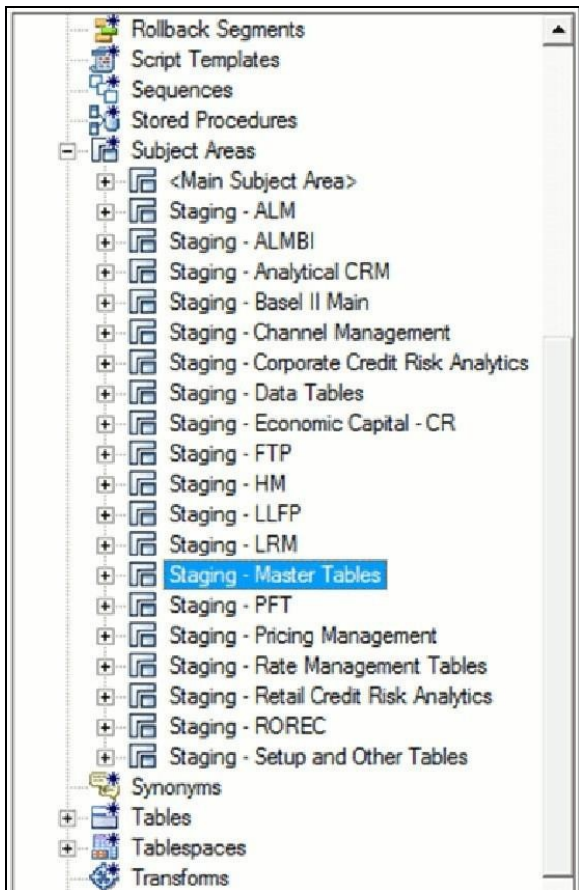 Rollback Segments
Script Templates
Sequences
Stored Procedures
Subject Areas
<Main Subject Area>
Staging - ALM
Staging - ALMBI
Staging - Analytical CRM
Staging - Basel II Main
Staging - Channel Management
Staging - Corporate Credit Risk Analytics
Staging - Data Tables
Staging - Economic Capital - CR
Staging - FTP
Staging - HM
Staging - LLFP
Staging - LRM
Staging - Master Tables
Staging - PFT
Staging - Pricing Management
Staging - Rate Management Tables
Staging - Retail Credit Risk Analytics
Staging - ROREC
Staging - Setup and Other Tables
Synonyms
Tables
Tablespaces
Transforms